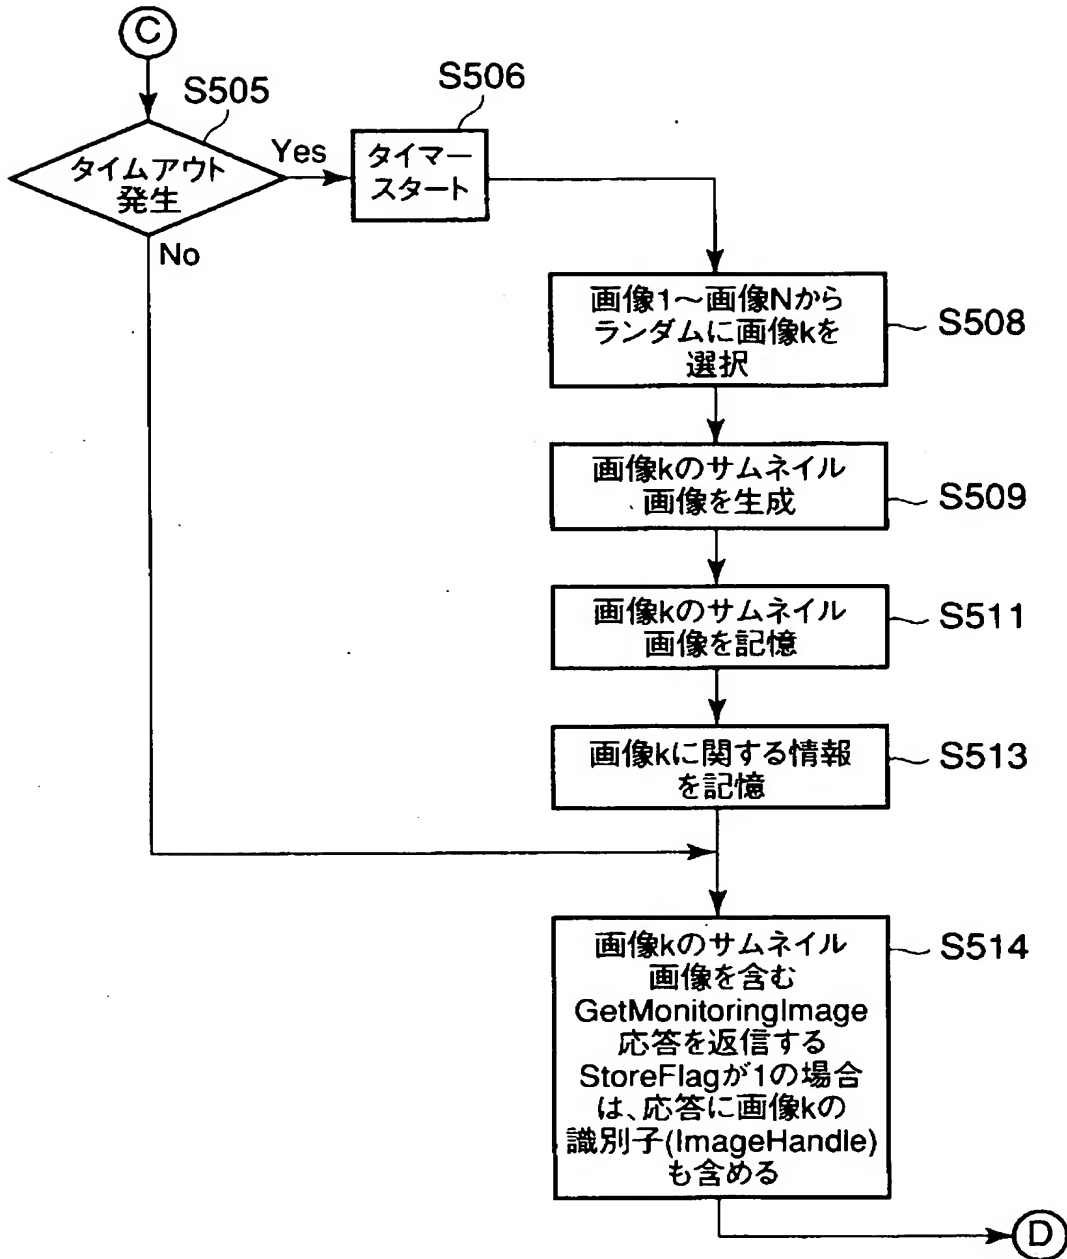 C
S505
S506
タイムアウト
発生
Yes
タイマー
スタート
No
画像1〜画像Nから
ランダムに画像kを
選択
S508
画像kのサムネイル
画像を生成
S509
画像kのサムネイル
画像を記憶
S511
画像kに関する情報
を記憶
S513
画像kのサムネイル
画像を含む
GetMonitoringImage
応答を返信する
StoreFlagが1の場合
は、応答に画像kの
識別子(ImageHandle)
も含める
S514
D